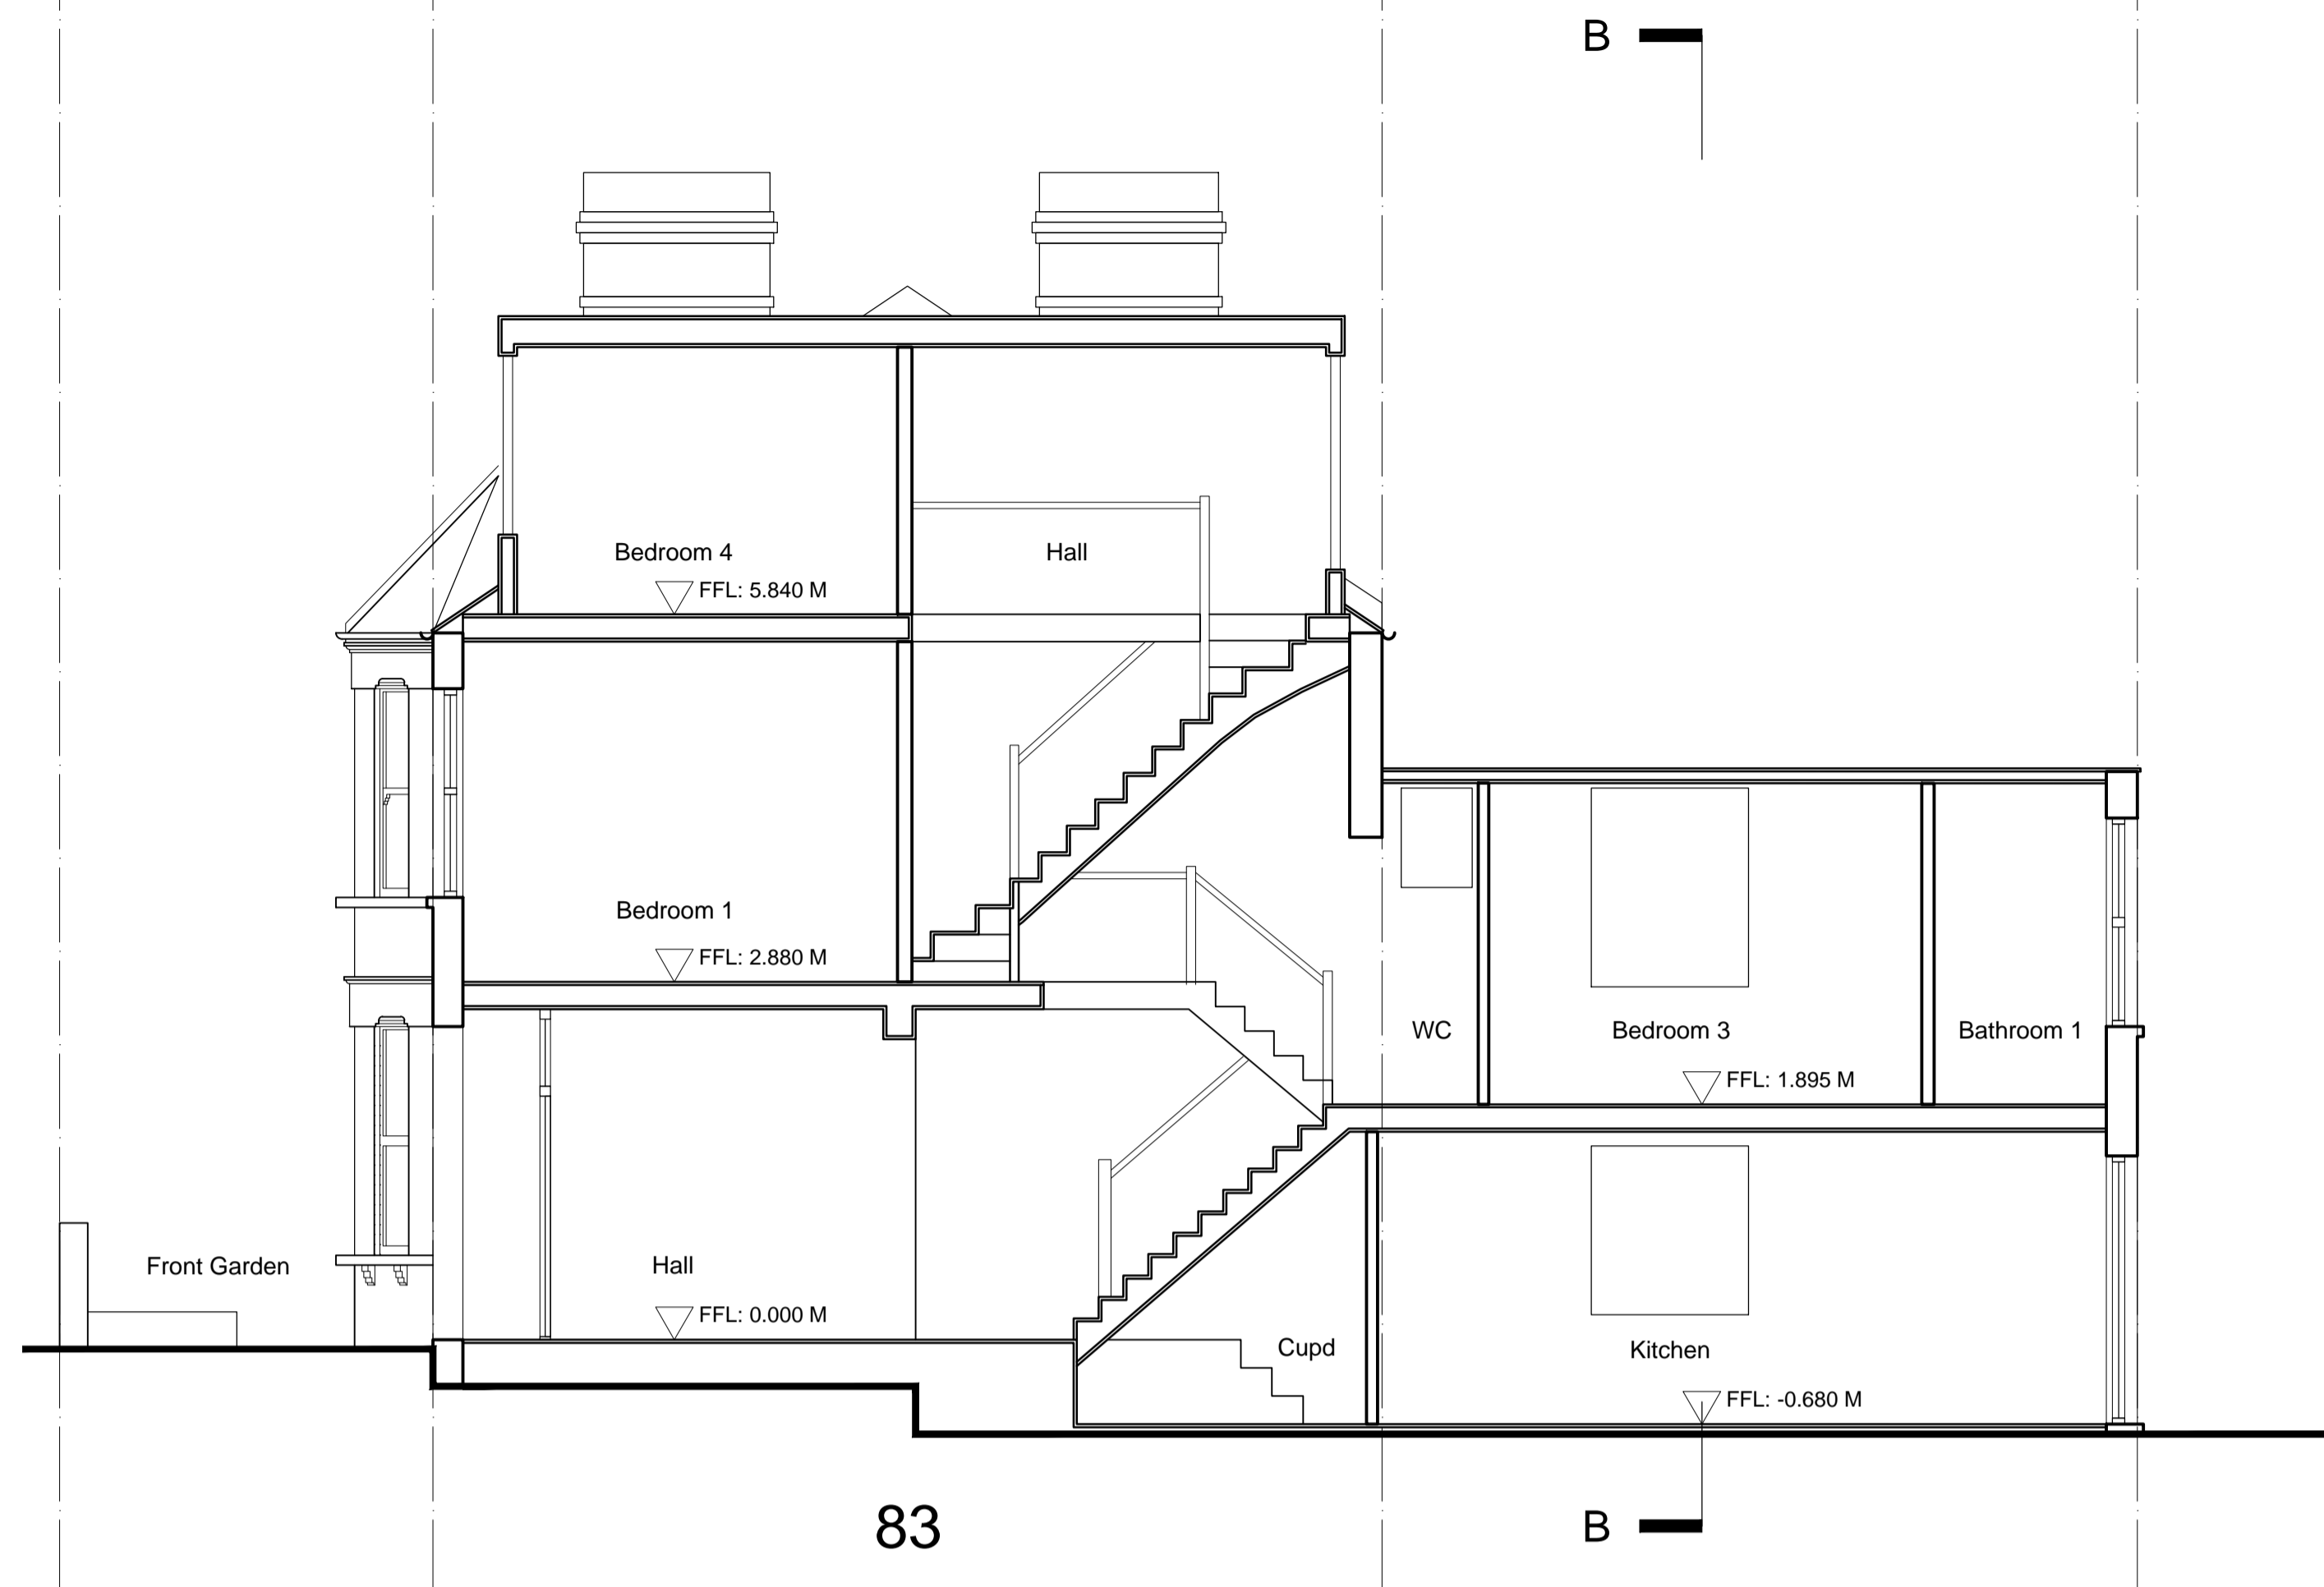 B
Bedroom 4
Hall
FFL: 5.840 M
Bedroom 1
FFL: 2.880 M
WC
Bedroom 3
Bathroom 1
FFL: 1.895 M
Front Garden
Hall
FFL: 0.000 M
Cupd
Kitchen
FFL: -0.680 M
83
B